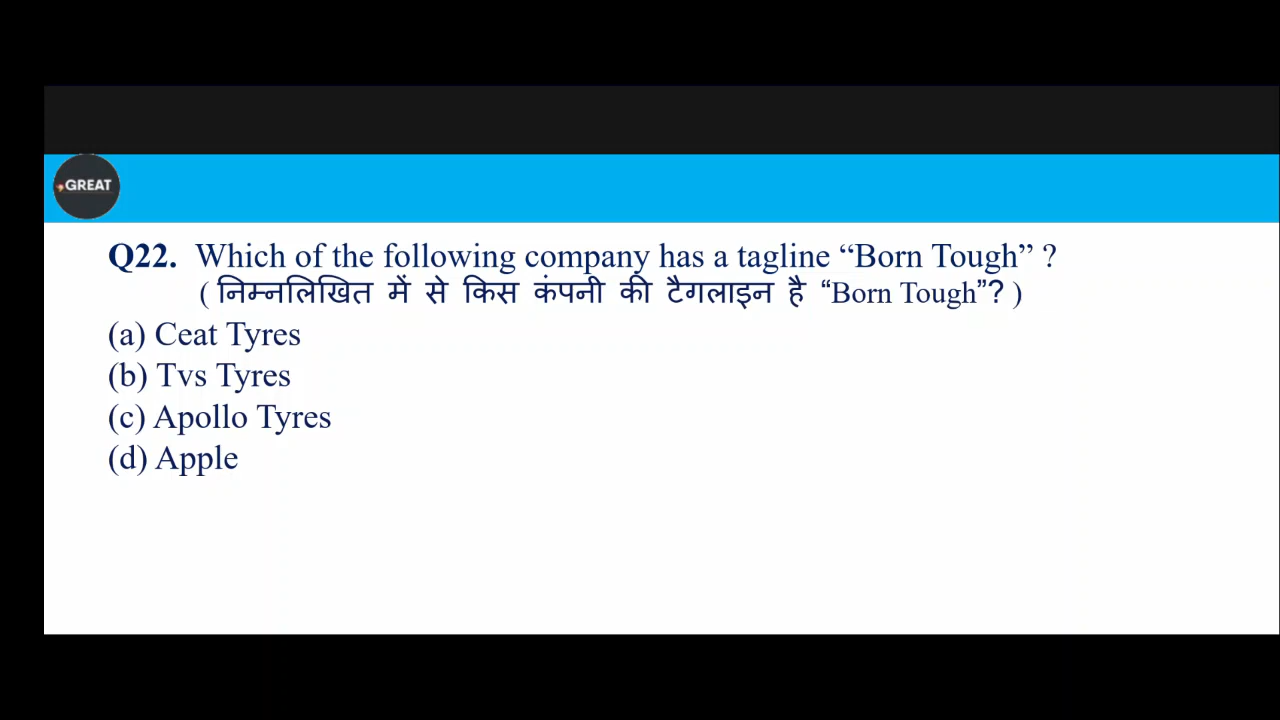 GREAT
Q22. Which of the following company has a tagline “Born Tough” ?
( निम्नलिखित में से किस कंपनी की टैगलाइन है “Born Tough”? )
(a) Ceat Tyres
(b) Tvs Tyres
(c) Apollo Tyres
(d) Apple